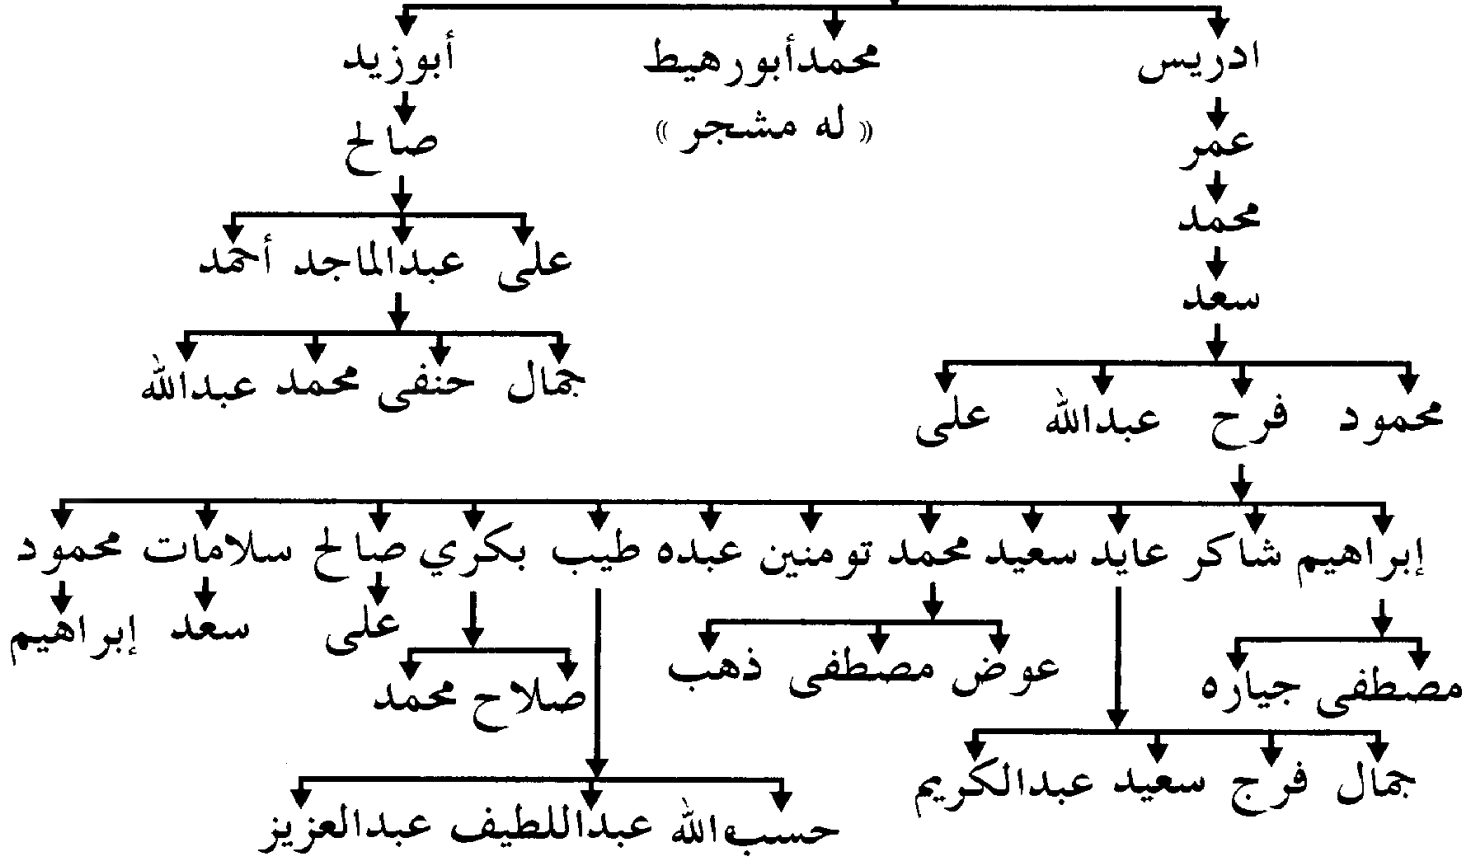 ادريس محمدأبورهيط أبوزيد
عمر (( له مشجر )) صالح
محمد
على عبدالماجد أحمد
سعد
جمال حنفى محمد عبدالله
محمود فرح عبدالله على
إبراهيم شاكر عايد سعيد محمد تومنين عبده طيب بكري صالح سلامات محمود
على سعد إبراهيم
مصطفى جياره عوض مصطفى ذهب صلاح محمد
جمال فرج سعيد عبدالكريم
حسب الله عبداللطيف عبدالعزيز